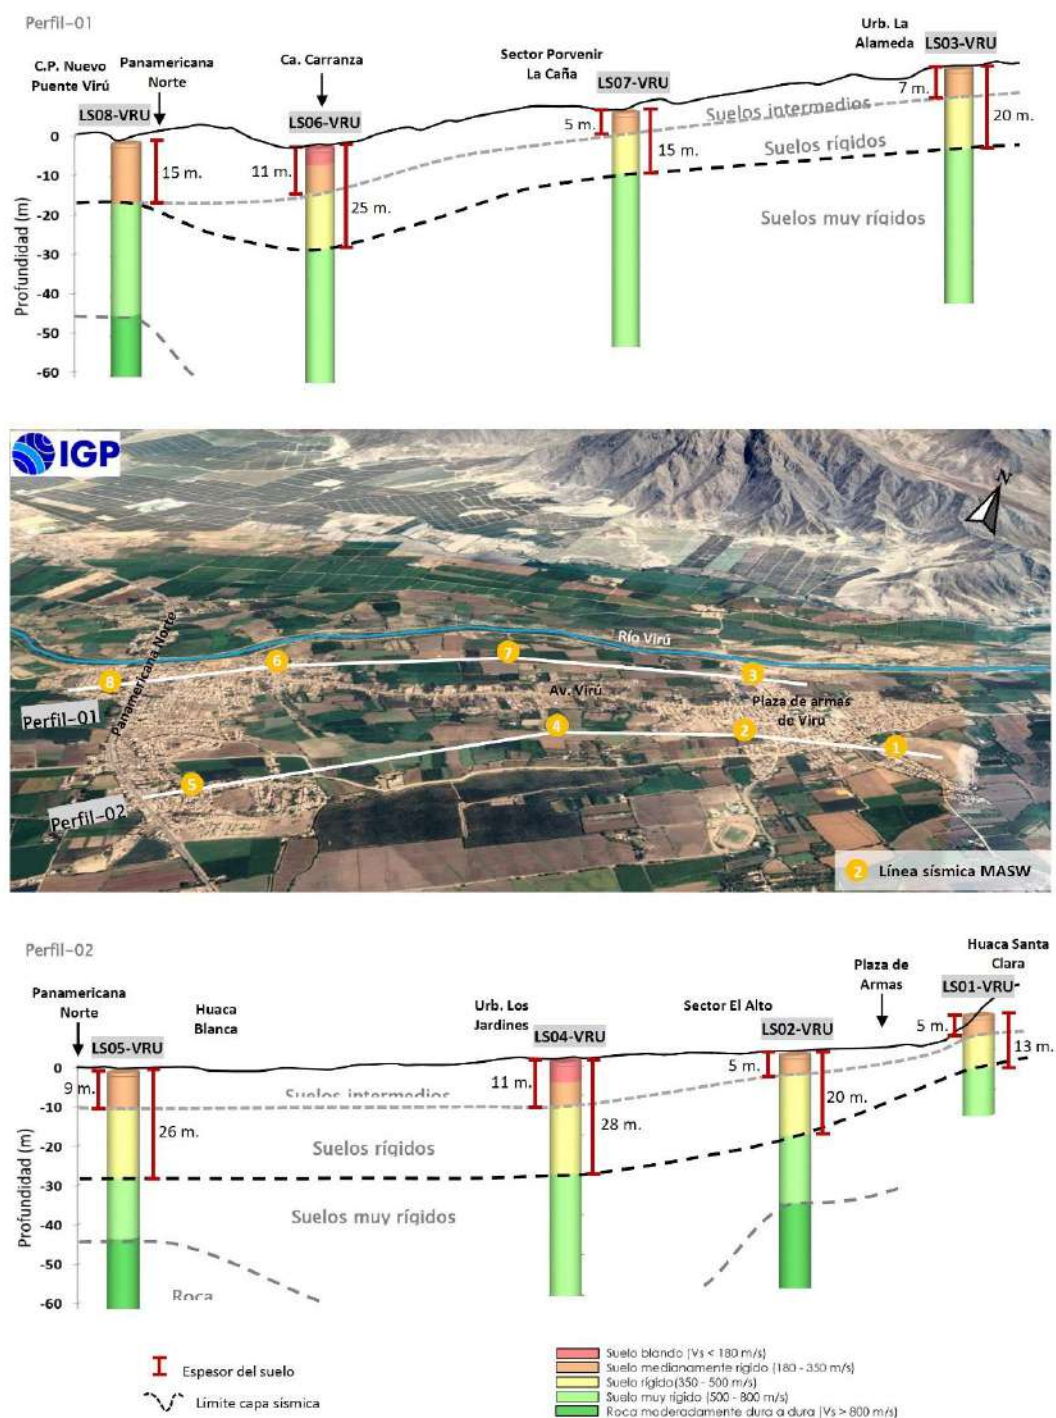 Perfil-01
C.P. Nuevo
Puente Virú
Panamericana
Norte
Ca. Carranza
Sector Porvenir
La Caña
Urb. La
Alameda
LS08-VRU
LS06-VRU
LS07-VRU
LS03-VRU
Profundidad (m)
0
-10
-20
-30
-40
-50
-60
15 m.
11 m.
25 m.
5 m.
15 m.
7 m.
20 m.
Suelos intermedios
Suelos rígidos
Suelos muy rígidos
IGP
N
Río Virú
Panamericana Norte
Av. Virú
Plaza de armas
de Viru
8
6
7
3
4
2
1
5
Perfil-01
Perfil-02
2 Línea sísmica MASW
Perfil-02
Panamericana
Norte
Huaca
Blanca
Urb. Los
Jardines
Sector El Alto
Plaza de
Armas
Huaca Santa
Clara
LS05-VRU
LS04-VRU
LS02-VRU
LS01-VRU
Profundidad (m)
0
-10
-20
-30
-40
-50
-60
9 m.
26 m.
11 m.
28 m.
5 m.
20 m.
5 m.
13 m.
Suelos intermedios
Suelos rígidos
Suelos muy rígidos
Roca
Espesor del suelo
Límite capa sísmica
Suelo blando (Vs < 180 m/s)
Suelo medianamente rígido (180 - 350 m/s)
Suelo rígido(350 - 500 m/s)
Suelo muy rígido (500 - 800 m/s)
Roca moderadamente dura a dura (Vs > 800 m/s)